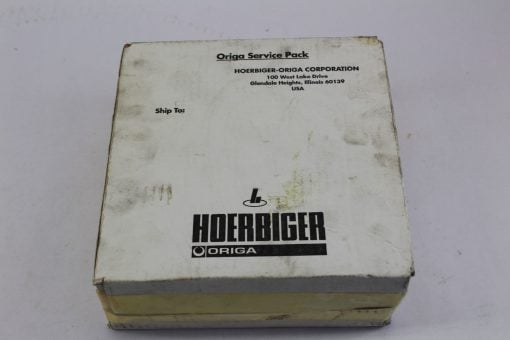 Origa Service Pack
HOERBIGER-ORIGA CORPORATION
100 West Lake Drive
Glendale Heights, Illinois 60139
USA
Ship To:
HOERBIGER
ORIGA